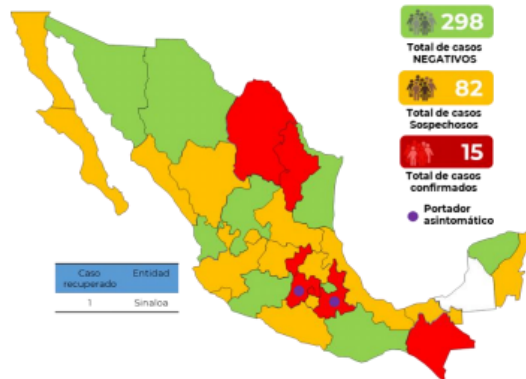 298
Total de casos
NEGATIVOS
82
Total de casos
Sospechosos
15
Total de casos
confirmados
Portador
asintomático
Caso recuperado Entidad
1 Sinaloa